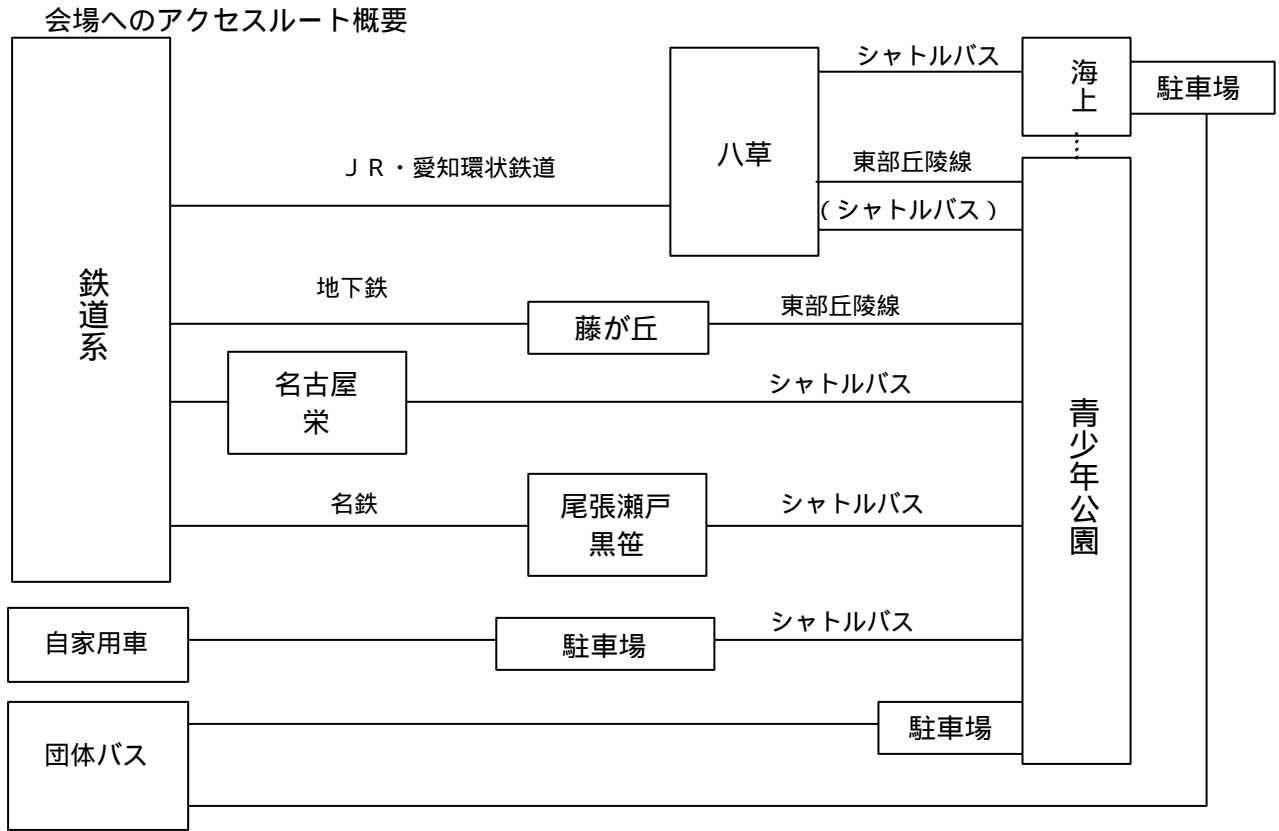 会場へのアクセスルート概要
シャトルバス
海上
駐車場
八草
ＪＲ・愛知環状鉄道
東部丘陵線
(シャトルバス)
鉄道系
地下鉄
藤が丘
東部丘陵線
名古屋
栄
シャトルバス
青少年公園
名鉄
尾張瀬戸
黒笹
シャトルバス
自家用車
駐車場
シャトルバス
団体バス
駐車場